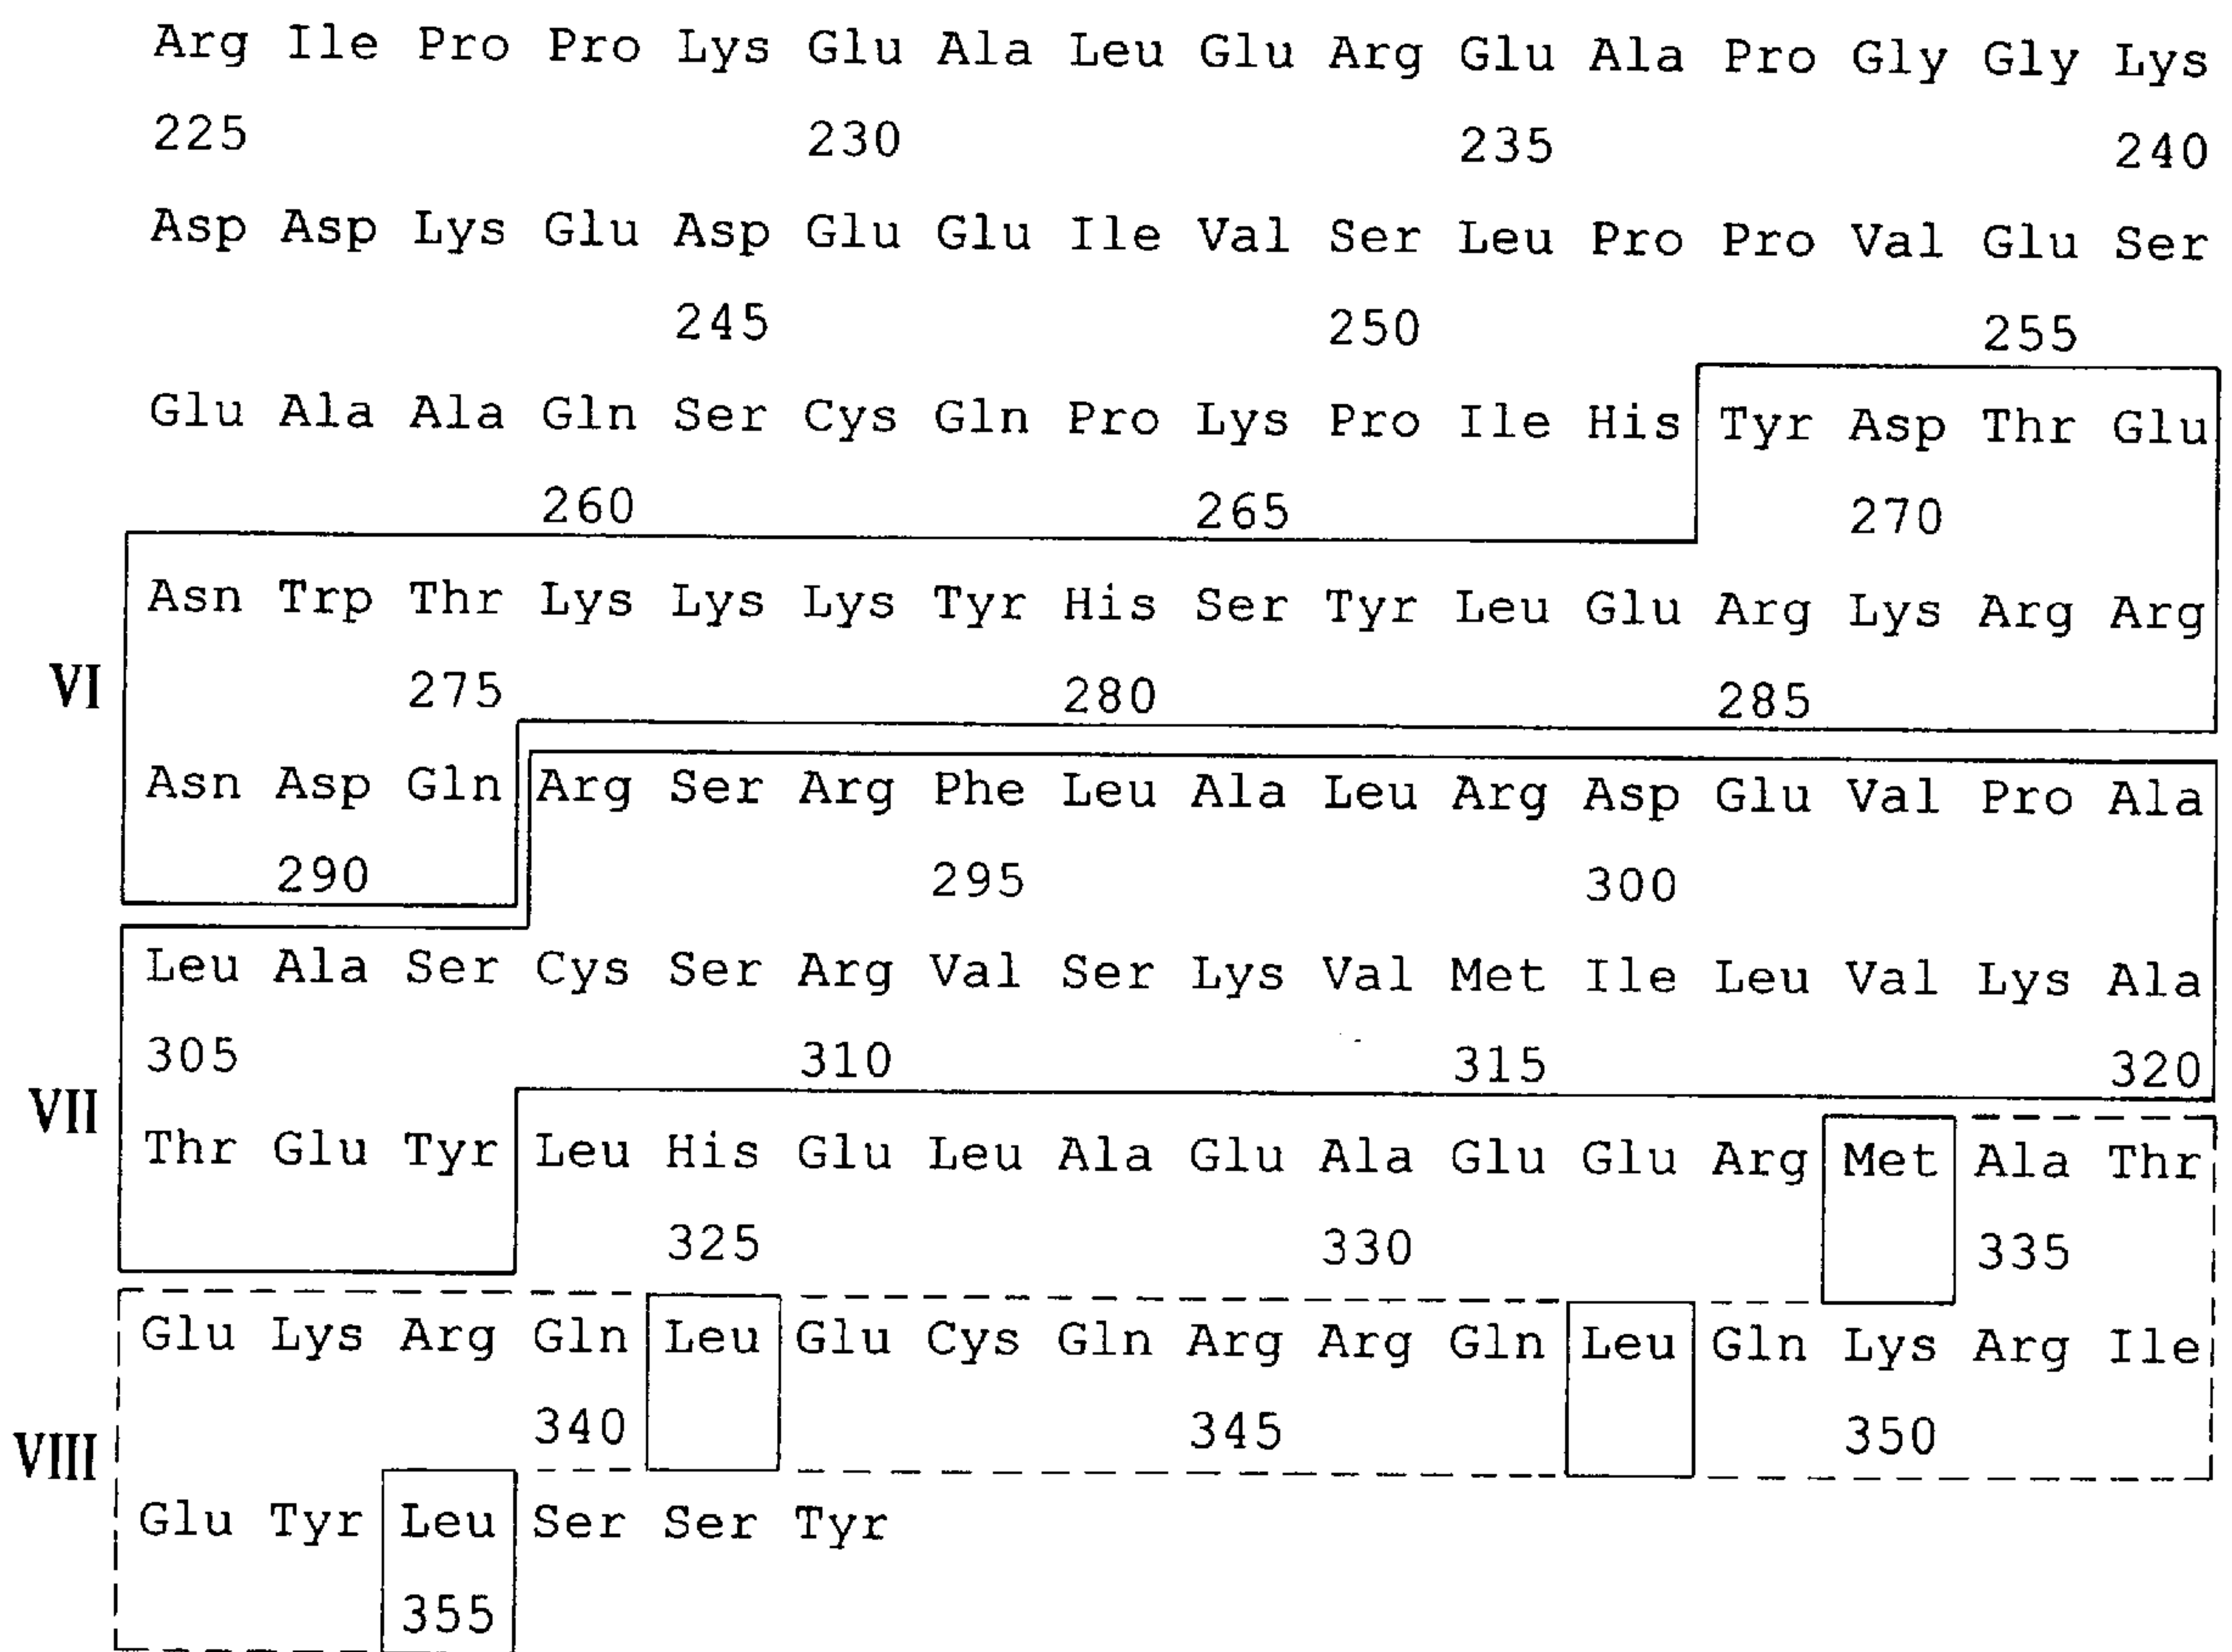 Arg Ile Pro Pro Lys Glu Ala Leu Glu Arg Glu Ala Pro Gly Gly Lys
225 230 235 240
Asp Asp Lys Glu Asp Glu Glu Ile Val Ser Leu Pro Pro Val Glu Ser
245 250 255
Glu Ala Ala Gln Ser Cys Gln Pro Lys Pro Ile His Tyr Asp Thr Glu
260 265 270
Asn Trp Thr Lys Lys Lys Tyr His Ser Tyr Leu Glu Arg Lys Arg Arg
VI 275 280 285
Asn Asp Gln Arg Ser Arg Phe Leu Ala Leu Arg Asp Glu Val Pro Ala
290 295 300
Leu Ala Ser Cys Ser Arg Val Ser Lys Val Met Ile Leu Val Lys Ala
305 310 315 320
VII
Thr Glu Tyr Leu His Glu Leu Ala Glu Ala Glu Glu Arg Met Ala Thr
325 330 335
Glu Lys Arg Gln Leu Glu Cys Gln Arg Arg Gln Leu Gln Lys Arg Ile
340 345 350
VIII
Glu Tyr Leu Ser Ser Tyr
355